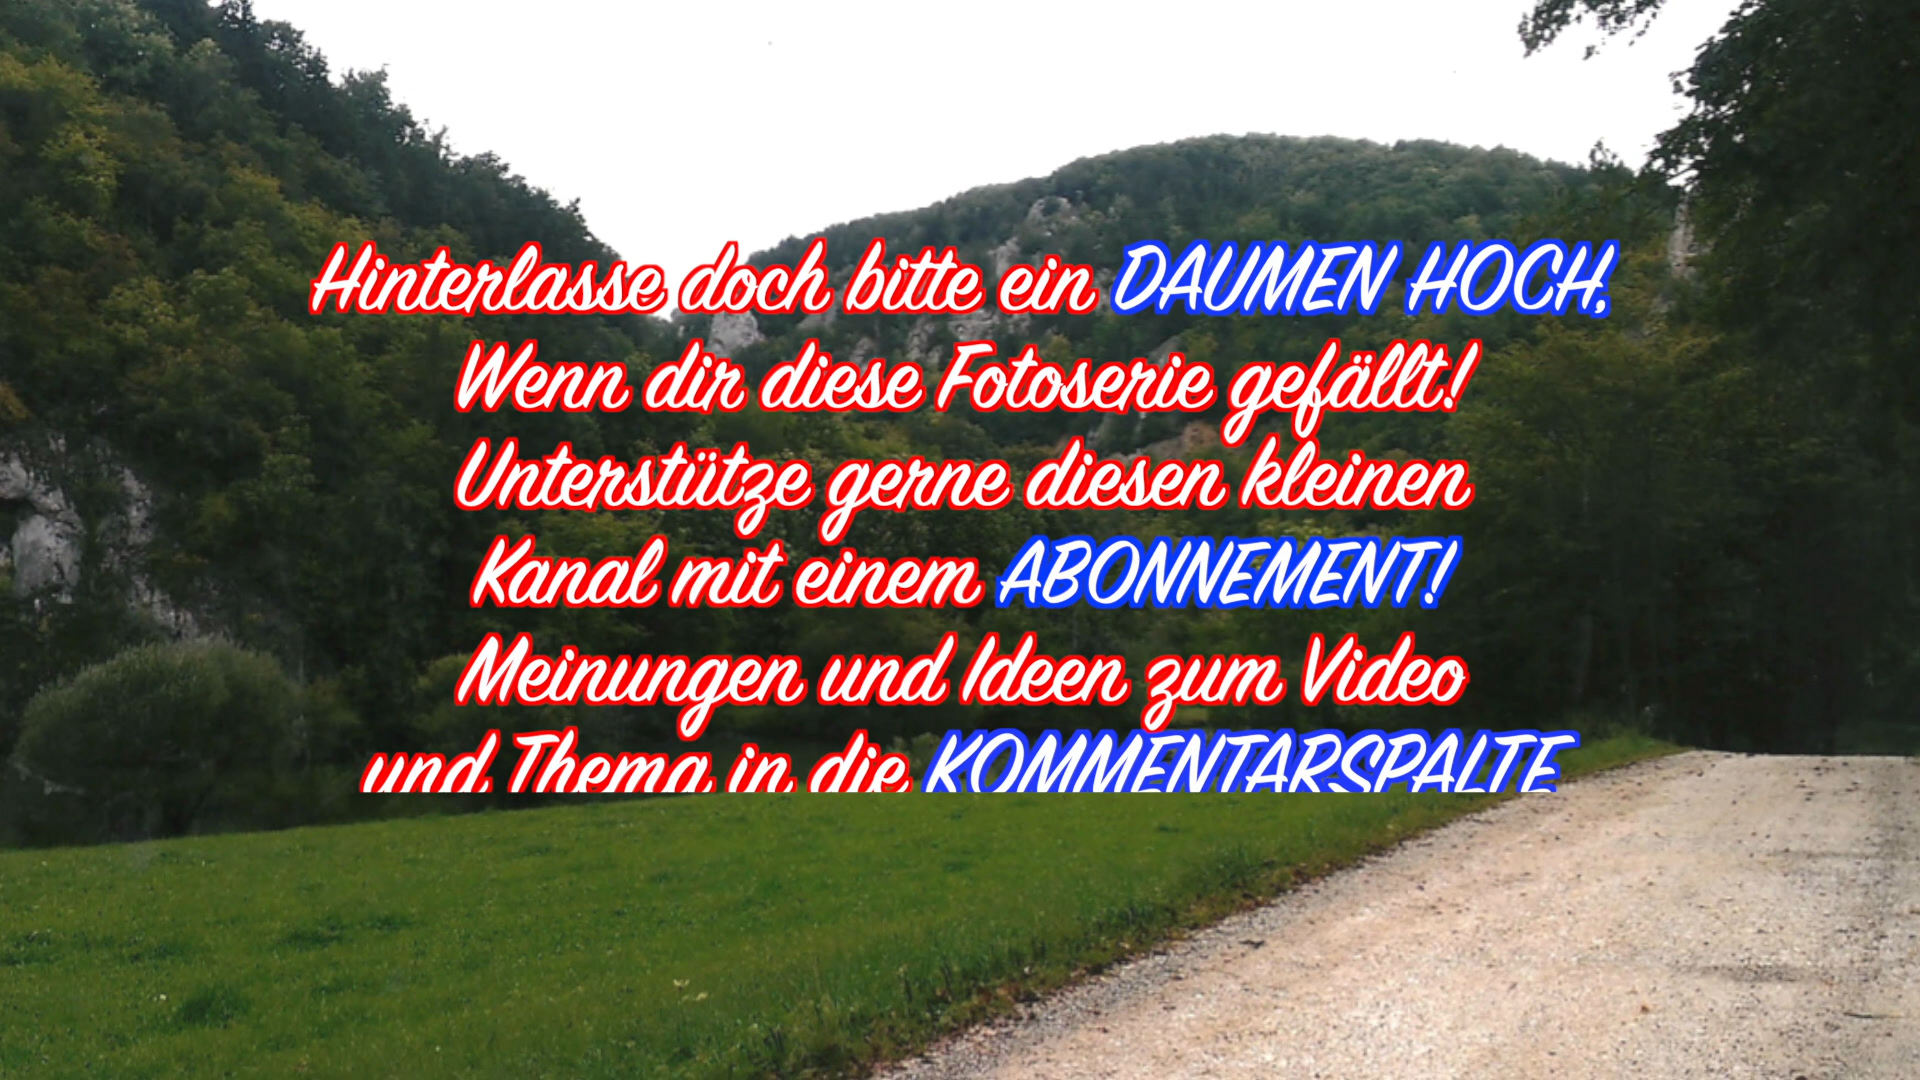 Hinterlasse doch bitte ein DAUMEN HOCH,
Wenn dir diese Fotoserie gefällt!
Unterstütze gerne diesen kleinen
Kanal mit einem ABONNEMENT!
Meinungen und Ideen zum Video
und Thema in die KOMMENTARSPALTE